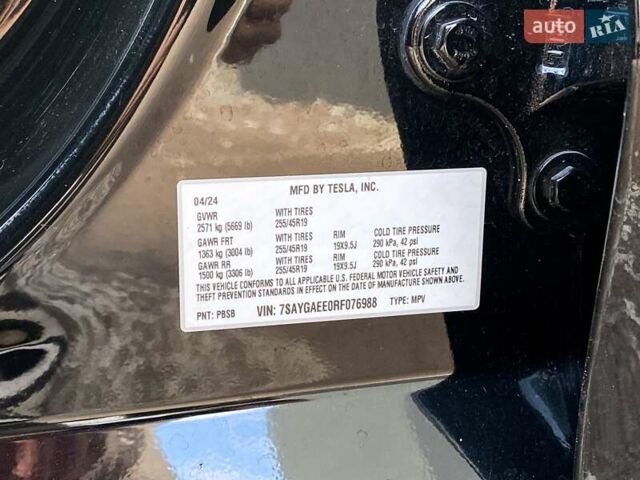 auto RIA
.com
MFD BY TESLA, INC.
04/24
GVWR WITH TIRES
2571 kg (5669 lb) 255/45R19
GAWR FRT WITH TIRES RIM COLD TIRE PRESSURE
1363 kg (3004 lb) 255/45R19 19X9.5J 290 kPa, 42 psi
GAWR RR WITH TIRES RIM COLD TIRE PRESSURE
1500 kg (3306 lb) 255/45R19 19X9.5J 290 kPa, 42 psi
THIS VEHICLE CONFORMS TO ALL APPLICABLE U.S. FEDERAL MOTOR VEHICLE SAFETY AND
THEFT PREVENTION STANDARDS IN EFFECT ON THE DATE OF MANUFACTURE SHOWN ABOVE.
PNT: PBSB VIN: 7SAYGAEE0RF076988 TYPE: MPV